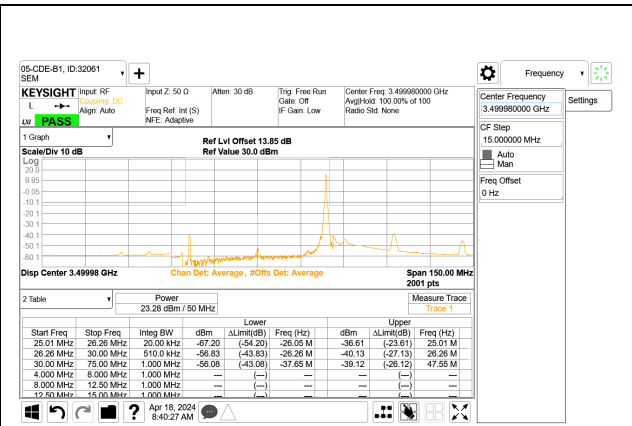 05-CDE-B1, ID:32061
SEM
Frequency
KEYSIGHT
Input: RF
Coupling: DC
Align: Auto
Input Z: 50 Ω
Freq Ref: Int (S)
NFE: Adaptive
Atten: 30 dB
Trig: Free Run
Gate: Off
IF Gain: Low
Center Freq: 3.499980000 GHz
Avg|Hold: 100.00% of 100
Radio Std: None
L
PASS
Center Frequency
3.499980000 GHz
Settings
CF Step
15.000000 MHz
Auto
Man
Freq Offset
0 Hz
1 Graph
Scale/Div 10 dB
Ref Lvl Offset 13.85 dB
Ref Value 30.0 dBm
Log
20.0
9.95
-0.05
-10.1
-20.1
-30.1
-40.1
-50.1
-60.1
Disp Center 3.49998 GHz
Chan Det: Average , #Offs Det: Average
Span 150.00 MHz
2001 pts
2 Table
Power
23.28 dBm / 50 MHz
Measure Trace
Trace 1
Lower Upper
Start Freq Stop Freq Integ BW dBm ΔLimit(dB) Freq (Hz) dBm ΔLimit(dB) Freq (Hz)
25.01 MHz 26.26 MHz 20.00 kHz -67.20 (-54.20) -26.05 M -36.61 (-23.61) 25.01 M
26.26 MHz 30.00 MHz 510.0 kHz -56.83 (-43.83) -26.26 M -40.13 (-27.13) 26.26 M
30.00 MHz 75.00 MHz 1.000 MHz -56.08 (-43.08) -37.65 M -39.12 (-26.12) 47.55 M
4.000 MHz 8.000 MHz 1.000 MHz --- (---) --- --- (---) ---
8.000 MHz 12.50 MHz 1.000 MHz --- (---) --- --- (---) ---
12.50 MHz 15.00 MHz 1.000 MHz --- (---) --- --- (---) ---
?
Apr 18, 2024
8:40:27 AM